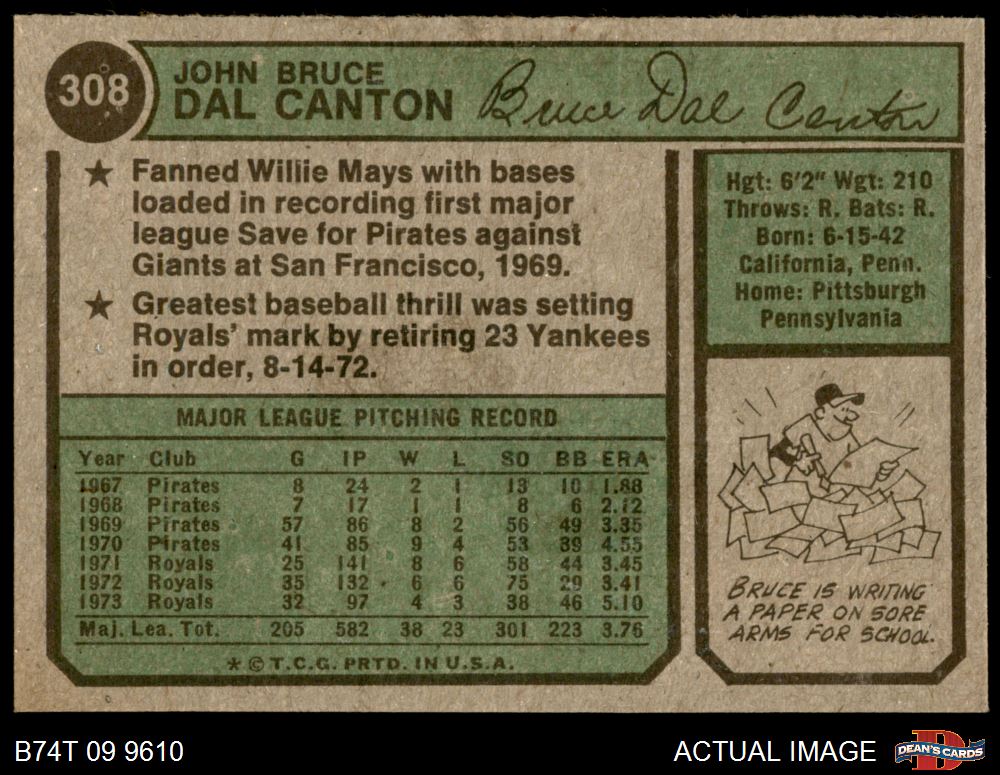 308
JOHN BRUCE
DAL CANTON
Bruce Dal Canton
★ Fanned Willie Mays with bases
loaded in recording first major
league Save for Pirates against
Giants at San Francisco, 1969.
★ Greatest baseball thrill was setting
Royals' mark by retiring 23 Yankees
in order, 8-14-72.
Hgt: 6'2" Wgt: 210
Throws: R. Bats: R.
Born: 6-15-42
California, Penn.
Home: Pittsburgh
Pennsylvania
MAJOR LEAGUE PITCHING RECORD
Year Club G IP W L SO BB ERA
1967 Pirates 8 24 2 1 13 10 1.88
1968 Pirates 7 17 1 1 8 6 2.12
1969 Pirates 57 86 8 2 56 49 3.35
1970 Pirates 41 85 9 4 53 39 4.55
1971 Royals 25 141 8 6 58 44 3.45
1972 Royals 35 132 6 6 75 29 3.41
1973 Royals 32 97 4 3 38 46 5.10
Maj. Lea. Tot. 205 582 38 23 301 223 3.76
★ © T.C.G. PRTD. IN U.S.A.
BRUCE IS WRITING
A PAPER ON SORE
ARMS FOR SCHOOL.
B74T 09 9610
ACTUAL IMAGE
D
DEAN'S CARDS